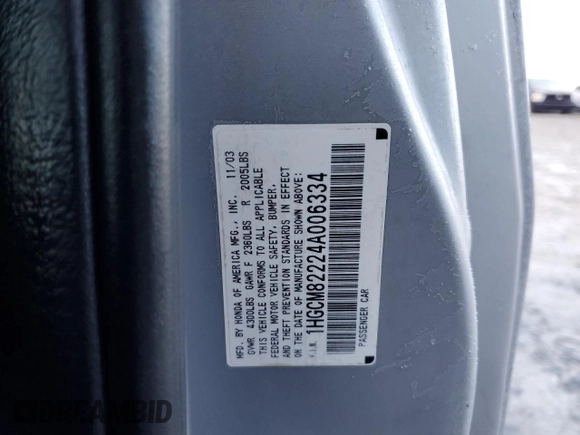 MFD. BY HONDA OF AMERICA MFG., INC. 11/03
GVWR 4300LBS GAWR F 2360LBS R 2005LBS
THIS VEHICLE CONFORMS TO ALL APPLICABLE
FEDERAL MOTOR VEHICLE SAFETY, BUMPER,
AND THEFT PREVENTION STANDARDS IN EFFECT
ON THE DATE OF MANUFACTURE SHOWN ABOVE.
V.I.N. 1HGCM82224A006334
PASSENGER CAR
DREAMBID